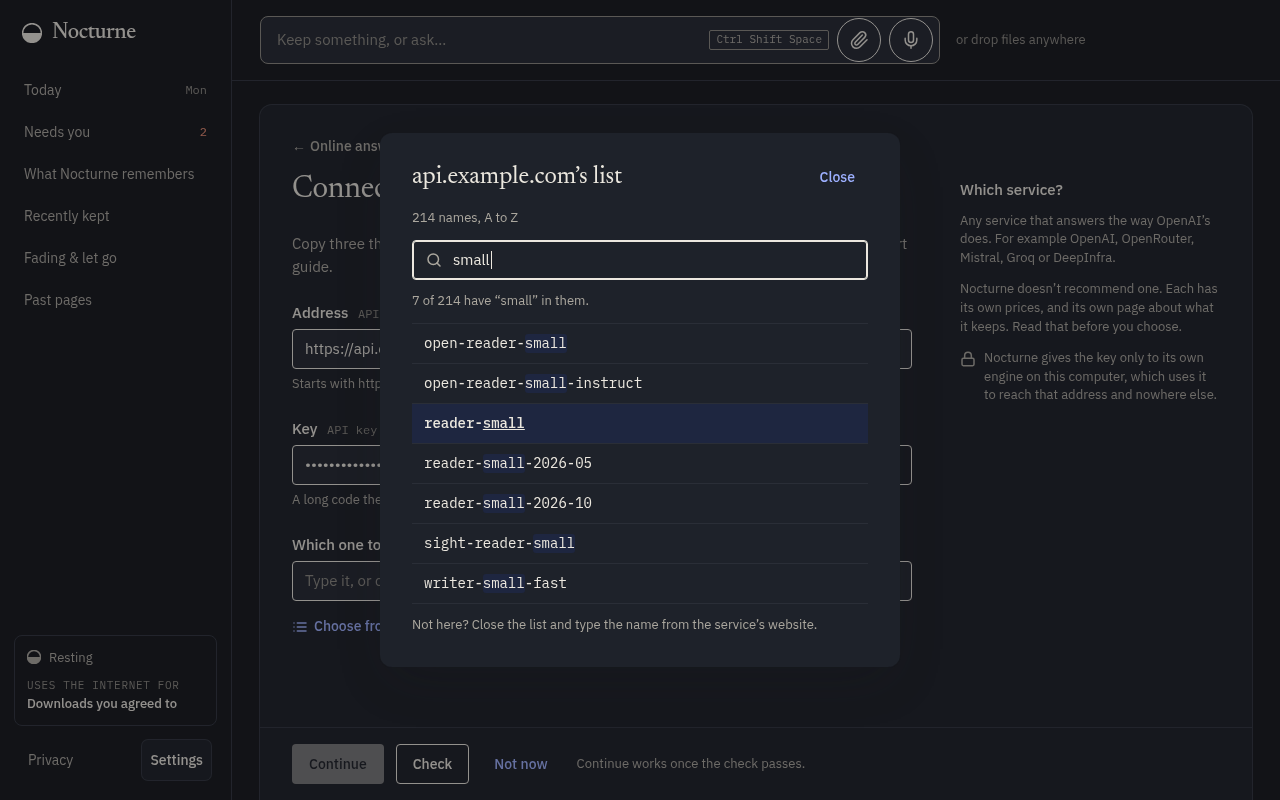 Nocturne
Keep something, or ask...
Ctrl Shift Space
or drop files anywhere
Today
Mon
Needs you
2
What Nocturne remembers
Recently kept
Fading & let go
Past pages
Resting
USES THE INTERNET FOR
Downloads you agreed to
Privacy
Settings
← Online
Copy three
guide.
Address API
https://api.
Starts with
Key API key
••••••••••••
A long code
Which one to
Type it, or
Choose
api.example.com’s list
Close
214 names, A to Z
small
7 of 214 have “small” in them.
open-reader-small
open-reader-small-instruct
reader-small
reader-small-2026-05
reader-small-2026-10
sight-reader-small
writer-small-fast
Not here? Close the list and type the name from the service’s website.
Which service?
Any service that answers the way OpenAI’s
does. For example OpenAI, OpenRouter,
Mistral, Groq or DeepInfra.
Nocturne doesn’t recommend one. Each has
its own prices, and its own page about what
it keeps. Read that before you choose.
Nocturne gives the key only to its own
engine on this computer, which uses it
to reach that address and nowhere else.
Continue
Check
Not now
Continue works once the check passes.